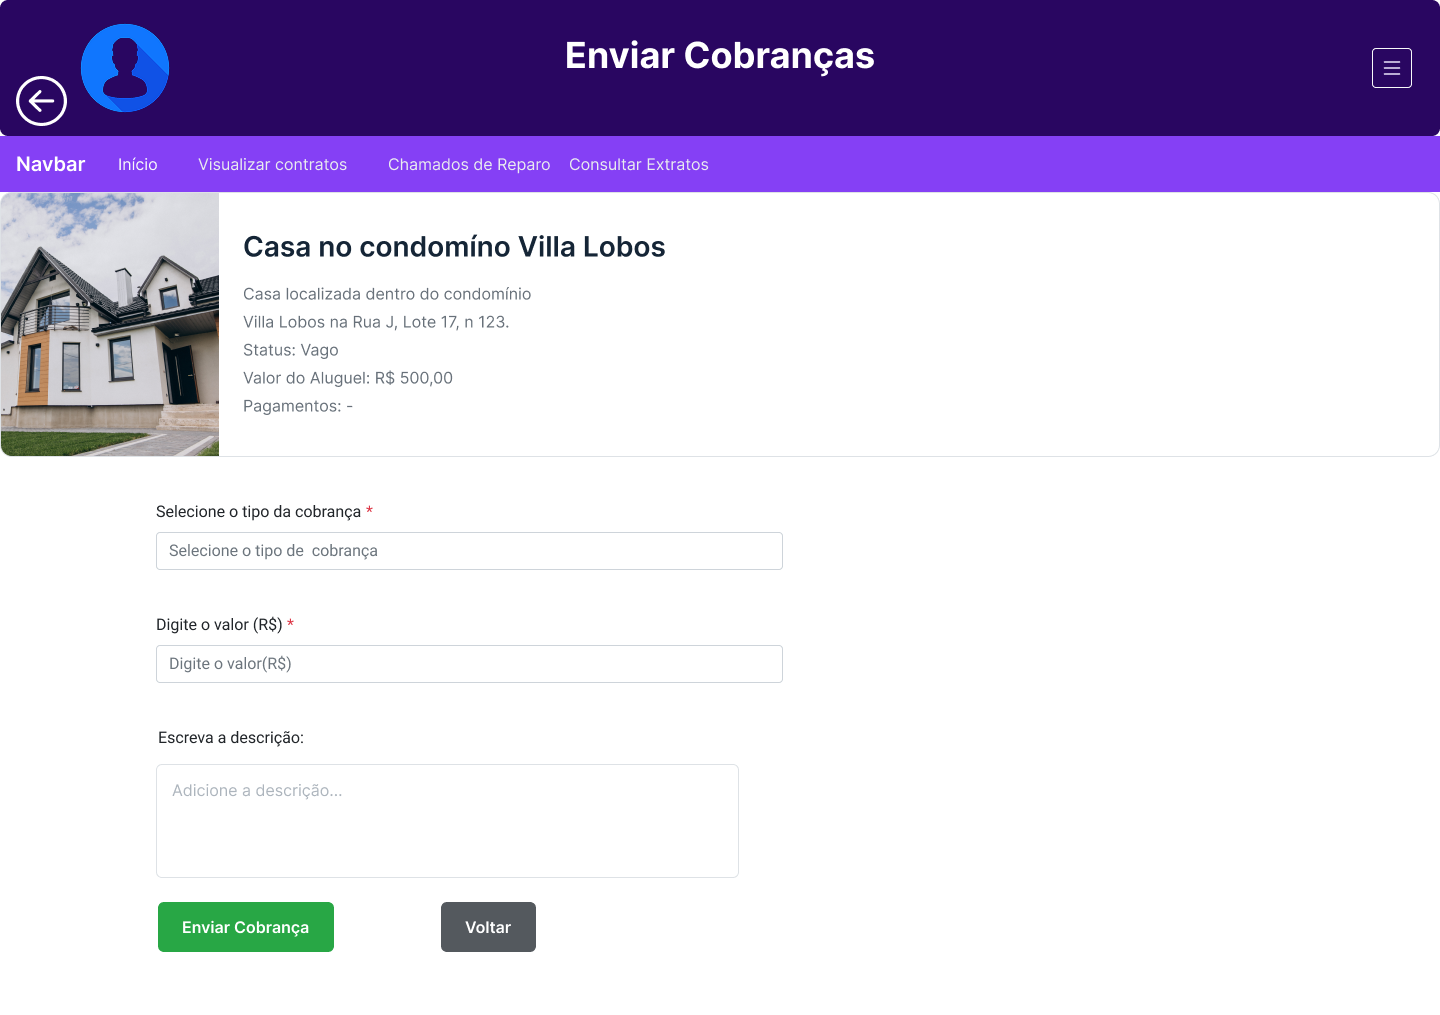 Enviar Cobranças
Navbar Início Visualizar contratos Chamados de Reparo Consultar Extratos
Casa no condomíno Villa Lobos
Casa localizada dentro do condomínio
Villa Lobos na Rua J, Lote 17, n 123.
Status: Vago
Valor do Aluguel: R$ 500,00
Pagamentos: -
Selecione o tipo da cobrança *
Selecione o tipo de  cobrança
Digite o valor (R$) *
Digite o valor(R$)
Escreva a descrição:
Adicione a descrição...
Enviar Cobrança Voltar